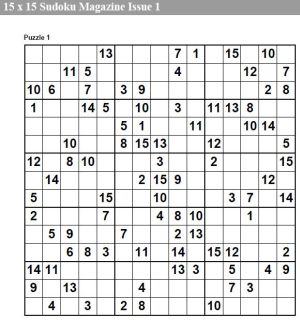 15 x 15 Sudoku Magazine Issue 1
Puzzle 1
13 7 1 15 10
11 5 4 12 7
10 6 7 3 9 2 8
1 14 5 10 3 11 13 8
5 1 11 10 14
10 8 15 13 12 5
12 8 10 3 2 15
14 2 15 9 12
5 15 10 3 7 14
2 7 4 8 10 1
5 9 7 2 13
6 8 3 11 14 15 12 2
14 11 13 3 5 4 9
9 13 4 7 3
4 3 2 8 10